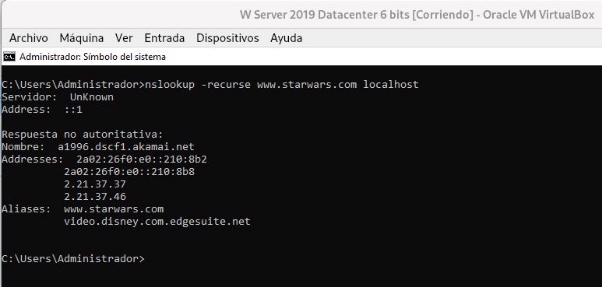 W Server 2019 Datacenter 6 bits [Corriendo] - Oracle VM VirtualBox
Archivo Máquina Ver Entrada Dispositivos Ayuda
Administrador: Símbolo del sistema
C:\Users\Administrador>nslookup -recurse www.starwars.com localhost
Servidor: UnKnown
Address: ::1
Respuesta no autoritativa:
Nombre: a1996.dscf1.akamai.net
Addresses: 2a02:26f0:e0::210:8b2
2a02:26f0:e0::210:8b8
2.21.37.37
2.21.37.46
Aliases: www.starwars.com
video.disney.com.edgesuite.net
C:\Users\Administrador>